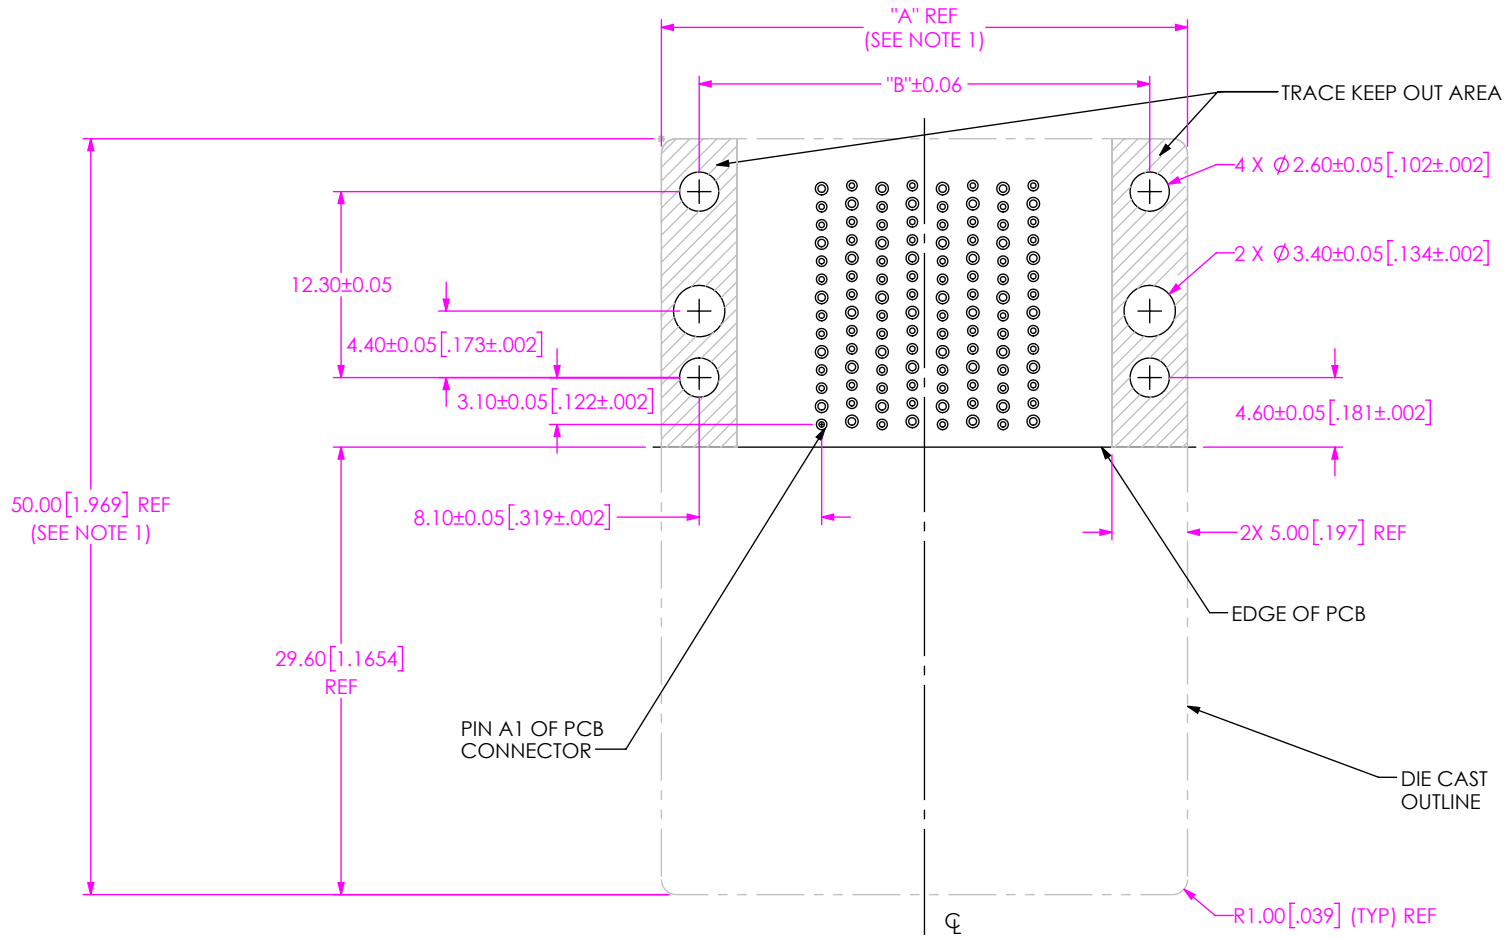 "A" REF
(SEE NOTE 1)
"B"±0.06
TRACE KEEP OUT AREA
4 X Ø2.60±0.05[.102±.002]
2 X Ø3.40±0.05[.134±.002]
12.30±0.05
4.40±0.05[.173±.002]
3.10±0.05[.122±.002]
4.60±0.05[.181±.002]
50.00[1.969] REF
(SEE NOTE 1)
8.10±0.05[.319±.002]
2X 5.00[.197] REF
EDGE OF PCB
29.60[1.1654]
REF
PIN A1 OF PCB
CONNECTOR
DIE CAST
OUTLINE
R1.00[.039] (TYP) REF
℄